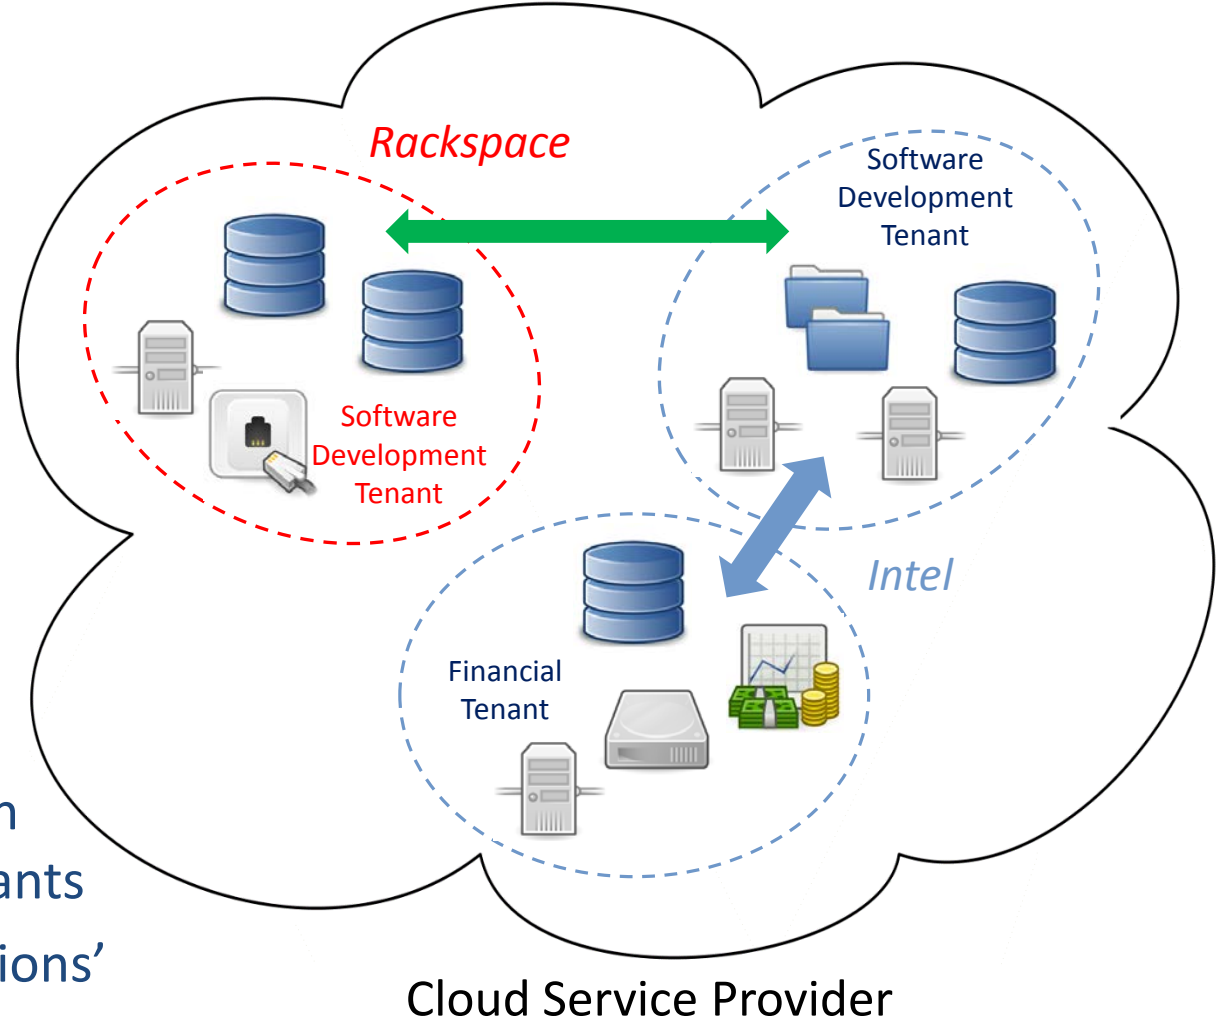 Rackspace
Software
Development
Tenant
Software
Development
Tenant
Intel
Financial
Tenant
n
ants
ions’
Cloud Service Provider